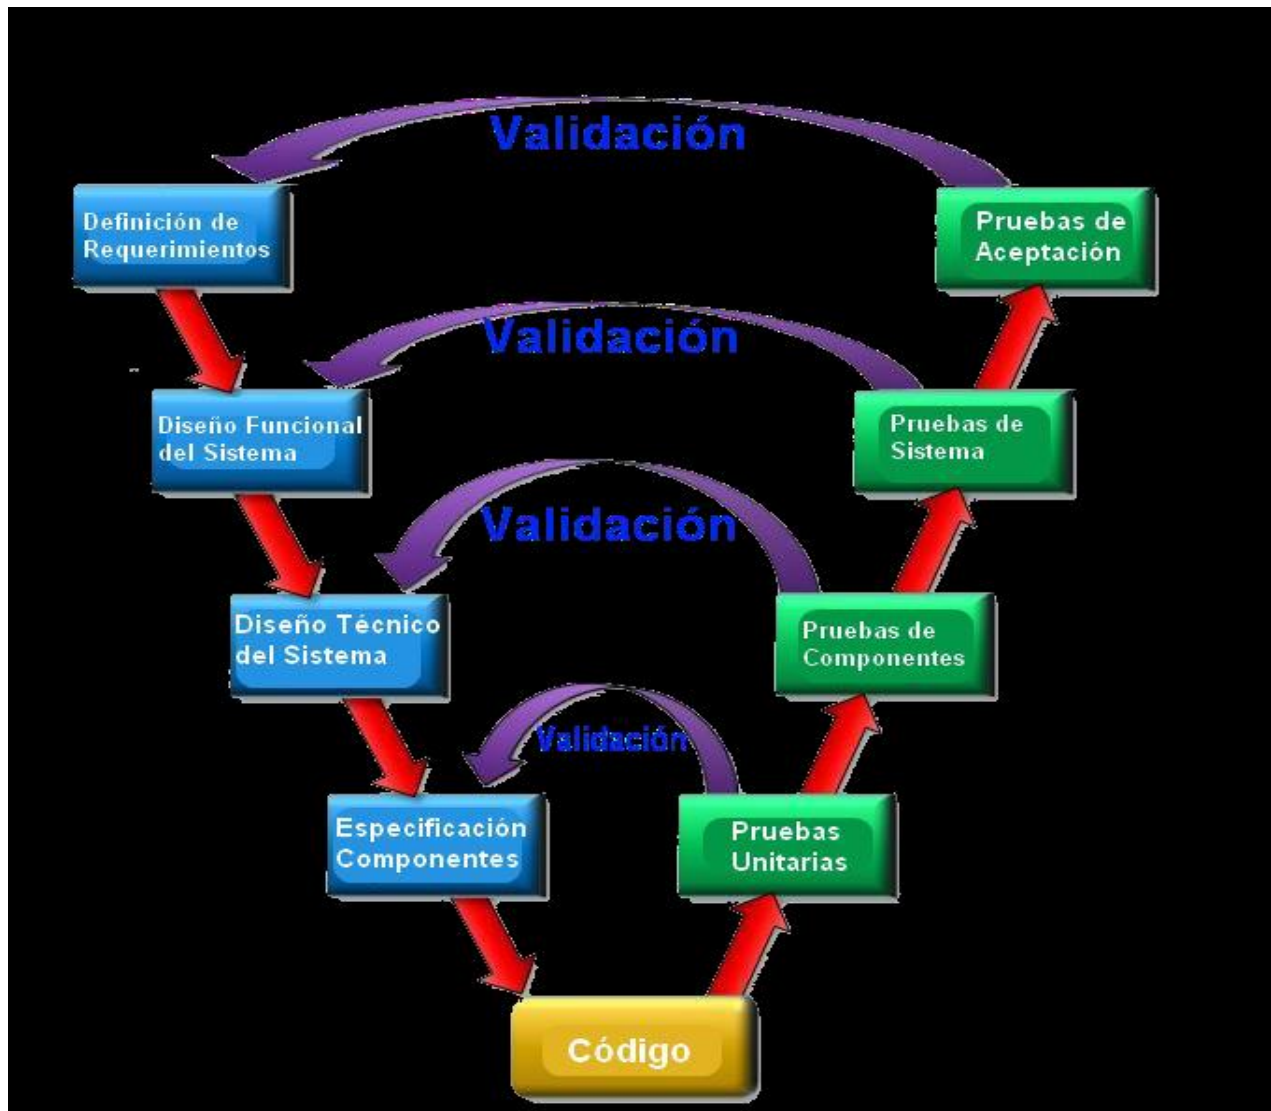 Validación
Definición de
Requerimientos
Pruebas de
Aceptación
Validación
Diseño Funcional
del Sistema
Pruebas de
Sistema
Validación
Diseño Técnico
del Sistema
Pruebas de
Componentes
Validación
Especificación
Componentes
Pruebas
Unitarias
Código